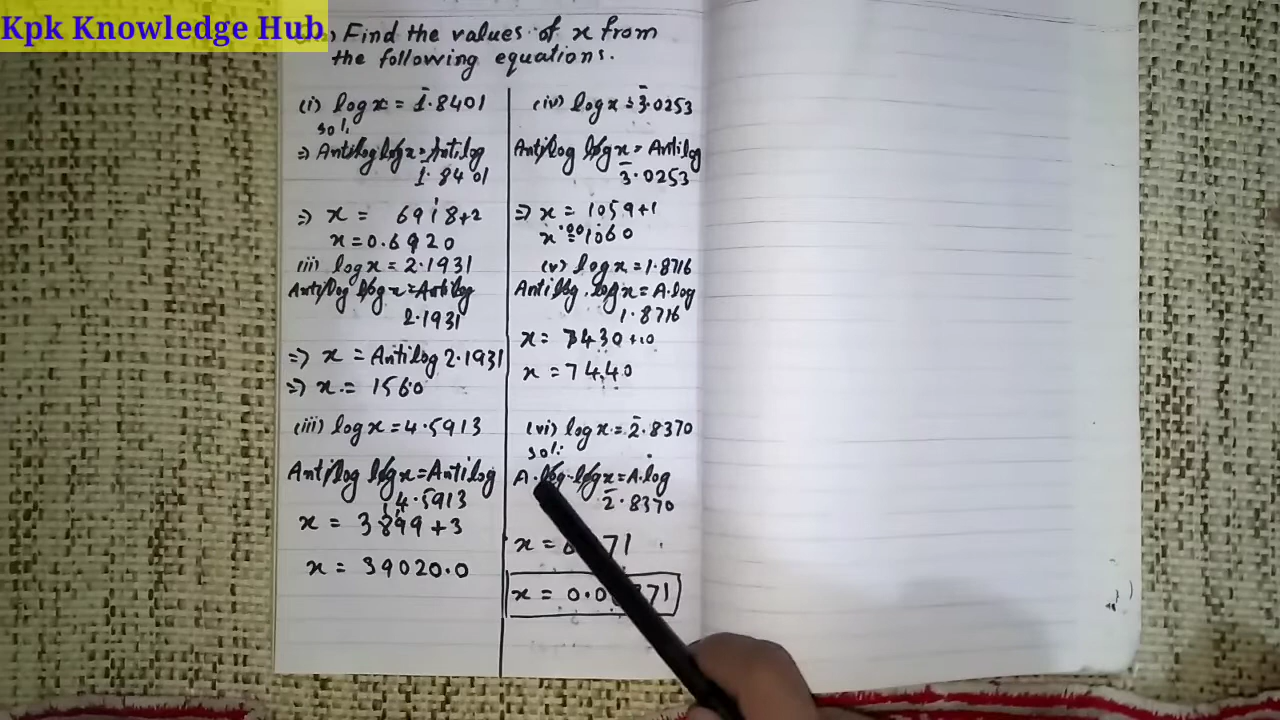 Kpk Knowledge Hub
) Find the values of x from
the following equations.
(i) log x = 1̄.8401
sol:
=> Antilog log x = Antilog
1̄.8401
=> x = 6918+2
x = 0.6920
(ii) log x = 2.1931
Antilog log x = Antilog
2.1931
=> x = Antilog 2.1931
=> x = 156.0
(iii) log x = 4.5913
Antilog log x = Antilog
4.5913
x = 3899 + 3
x = 39020.0
(iv) log x = 3̄.0253
Antilog log x = Antilog
3̄.0253
=> x = 1059+1
x = .001060
(v) log x = 1.8716
Antilog log x = A.log
1.8716
x = 7430+10
x = 74.40
(vi) log x = 2̄.8370
sol:
A.log log x = A.log
2̄.8370
x = 71
x = 0.0 71